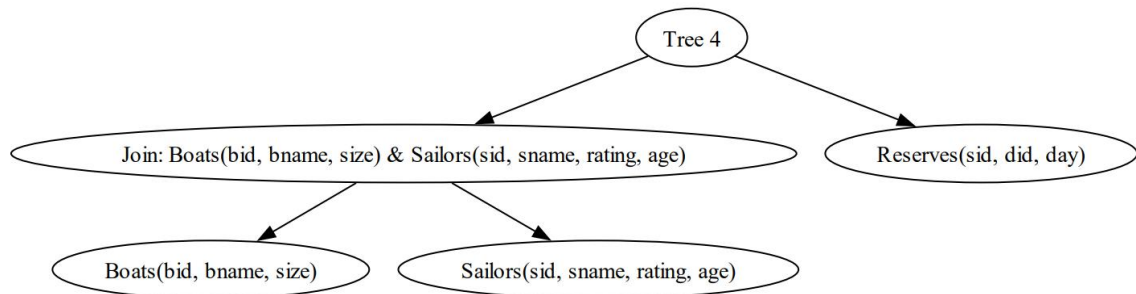 Tree 4
Join: Boats(bid, bname, size) & Sailors(sid, sname, rating, age)
Reserves(sid, did, day)
Boats(bid, bname, size)
Sailors(sid, sname, rating, age)